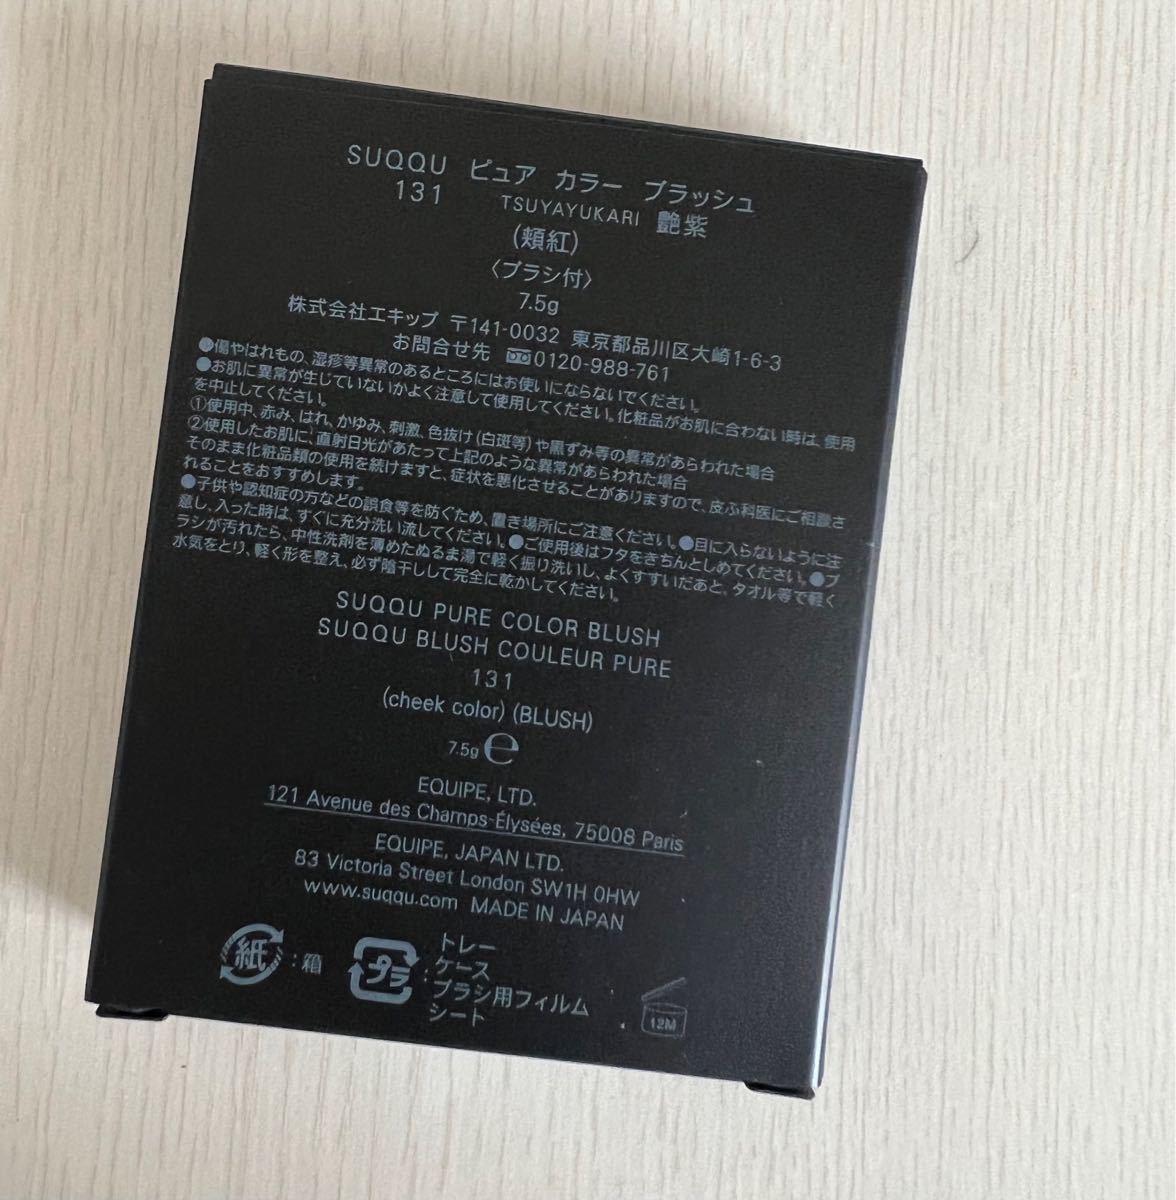 SUQQU ピュア カラー ブラッシュ
131 TSUYAYUKARI 艶紫
(頬紅)
〈ブラシ付〉
7.5g
株式会社エキップ 〒141-0032 東京都品川区大崎1-6-3
お問合せ先 0120-988-761
●傷やはれもの、湿疹等異常のあるところにはお使いにならないでください。
●お肌に異常が生じていないかよく注意して使用してください。化粧品がお肌に合わない時は、使用
を中止してください。
①使用中、赤み、はれ、かゆみ、刺激、色抜け(白斑等)や黒ずみ等の異常があらわれた場合
②使用したお肌に、直射日光があたって上記のような異常があらわれた場合
そのまま化粧品類の使用を続けますと、症状を悪化させることがありますので、皮ふ科医にご相談さ
れることをおすすめします。
●子供や認知症の方などの誤食等を防ぐため、置き場所にご注意ください。●目に入らないように注
意し、入った時は、すぐに充分洗い流してください。●ご使用後はフタをきちんとしめてください。●ブ
ラシが汚れたら、中性洗剤を薄めたぬるま湯で軽く振り洗いし、よくすすいだあと、タオル等で軽く
水気をとり、軽く形を整え、必ず陰干しして完全に乾かしてください。
SUQQU PURE COLOR BLUSH
SUQQU BLUSH COULEUR PURE
131
(cheek color) (BLUSH)
7.5g ℮
EQUIPE, LTD.
121 Avenue des Champs-Élysées, 75008 Paris
EQUIPE, JAPAN LTD.
83 Victoria Street London SW1H 0HW
www.suqqu.com MADE IN JAPAN
紙 : 箱
プラ : トレー
ケース
ブラシ用フィルム
シート
12M